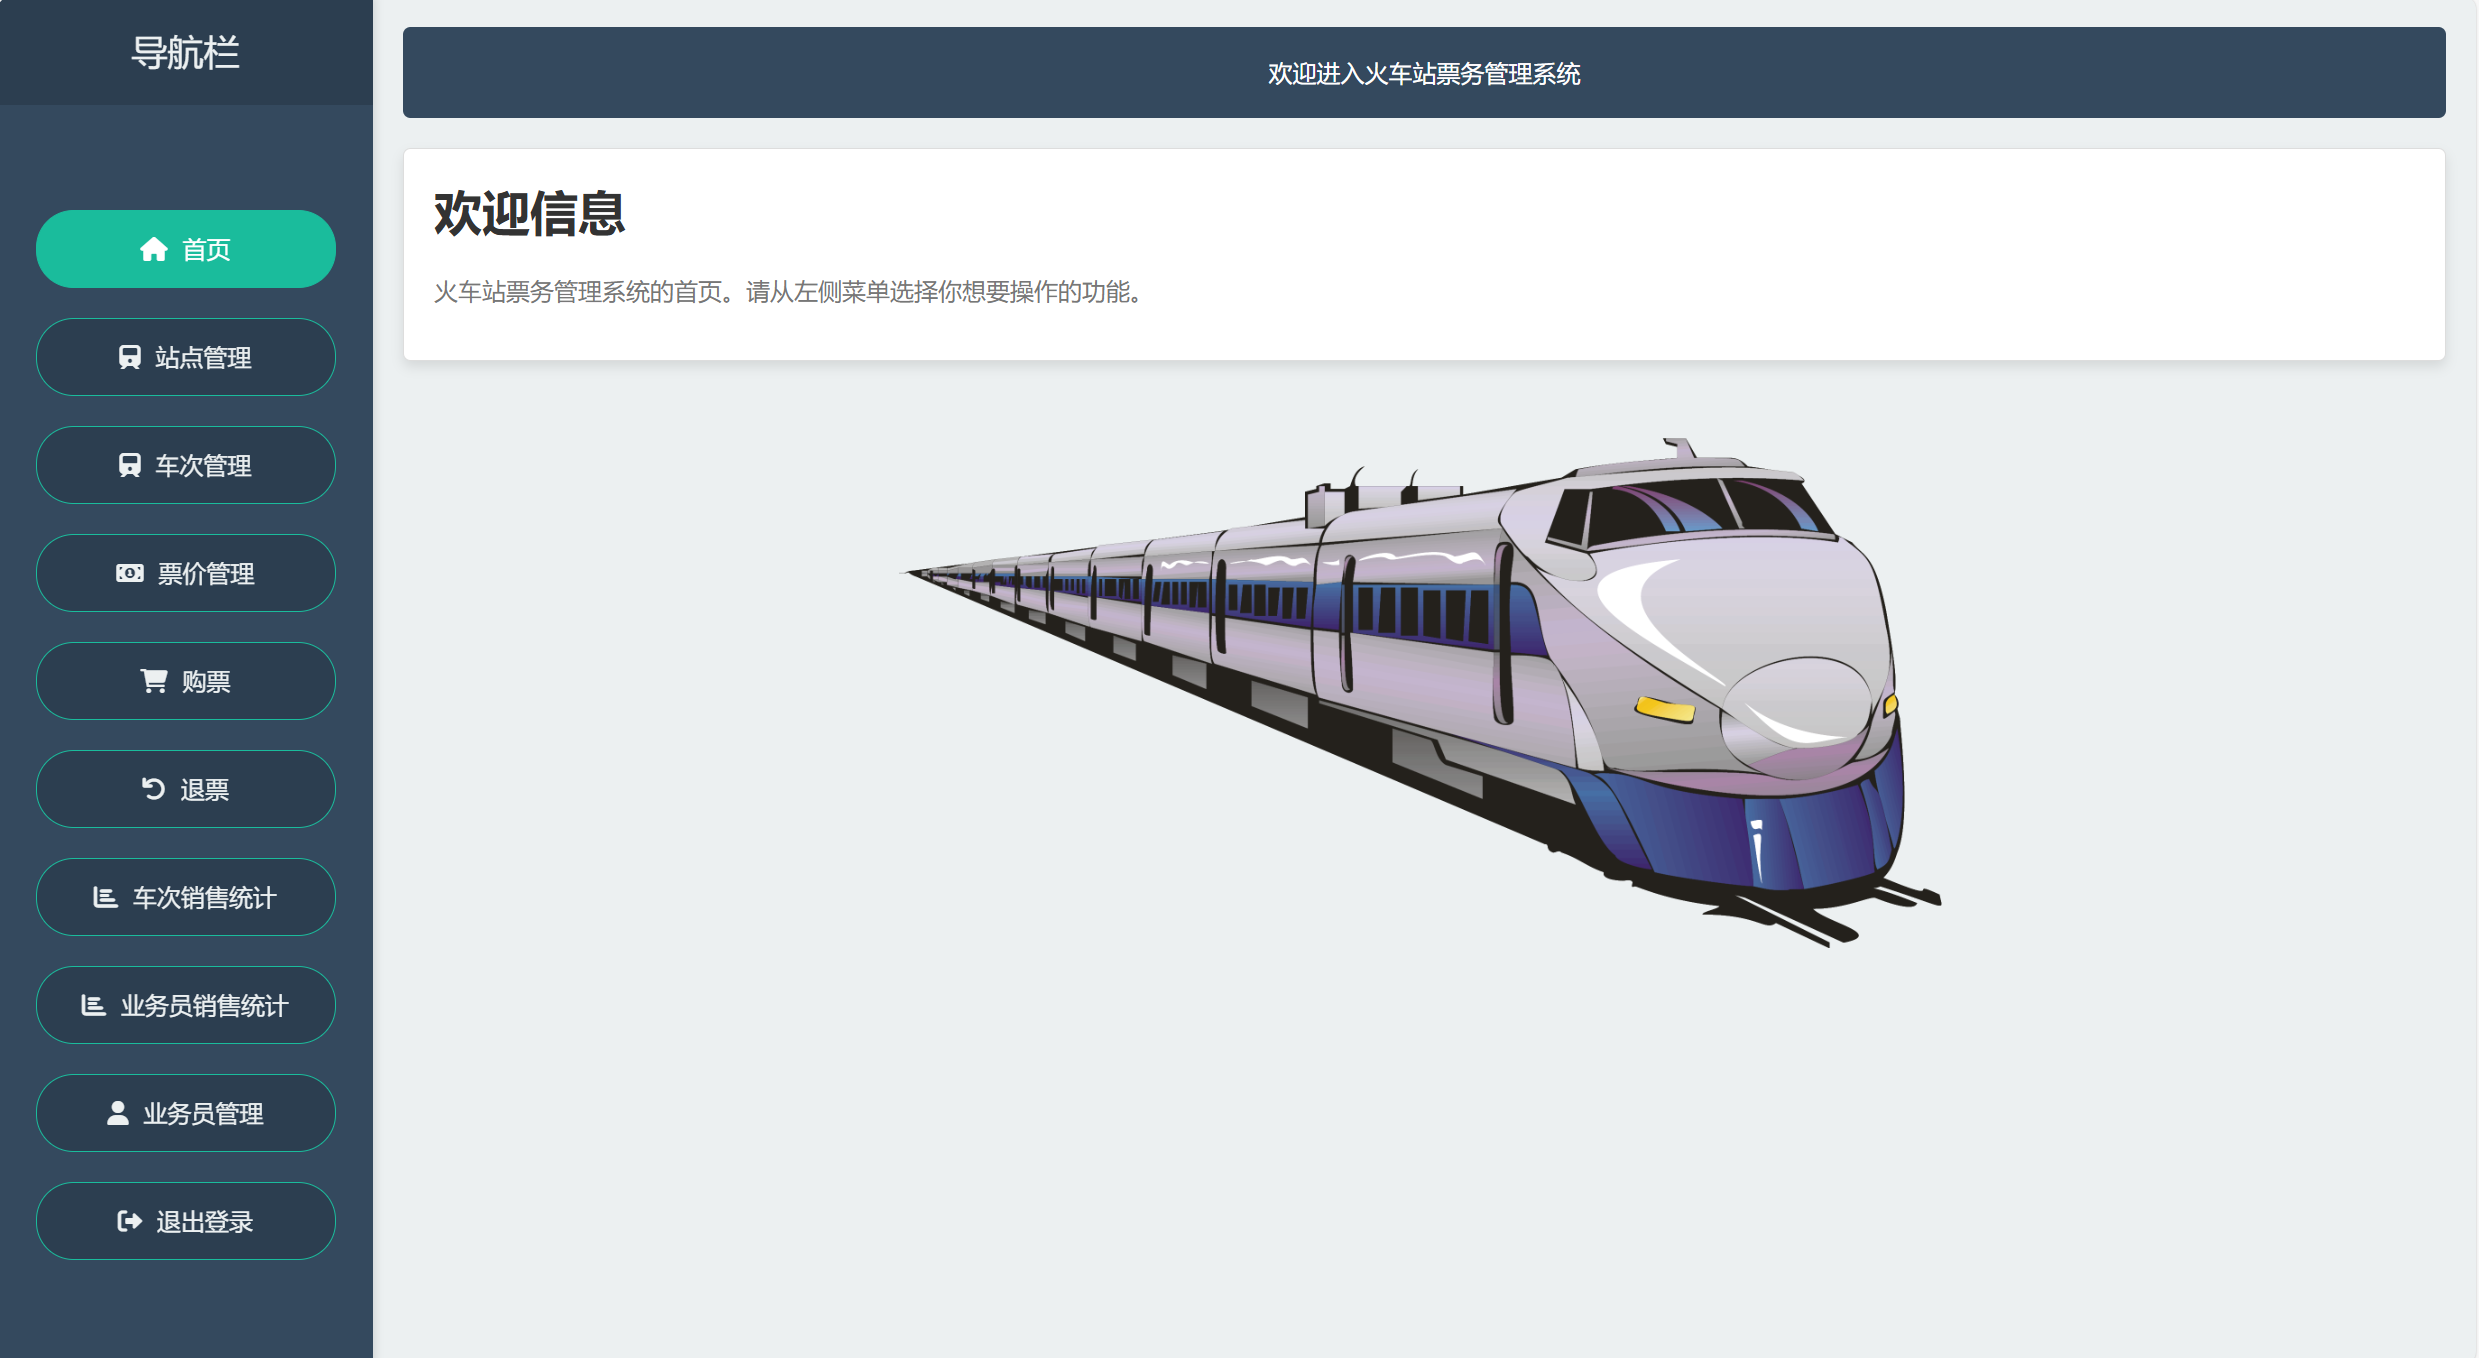 导航栏
首页
站点管理
车次管理
票价管理
购票
退票
车次销售统计
业务员销售统计
业务员管理
退出登录
欢迎进入火车站票务管理系统
欢迎信息
火车站票务管理系统的首页。请从左侧菜单选择你想要操作的功能。